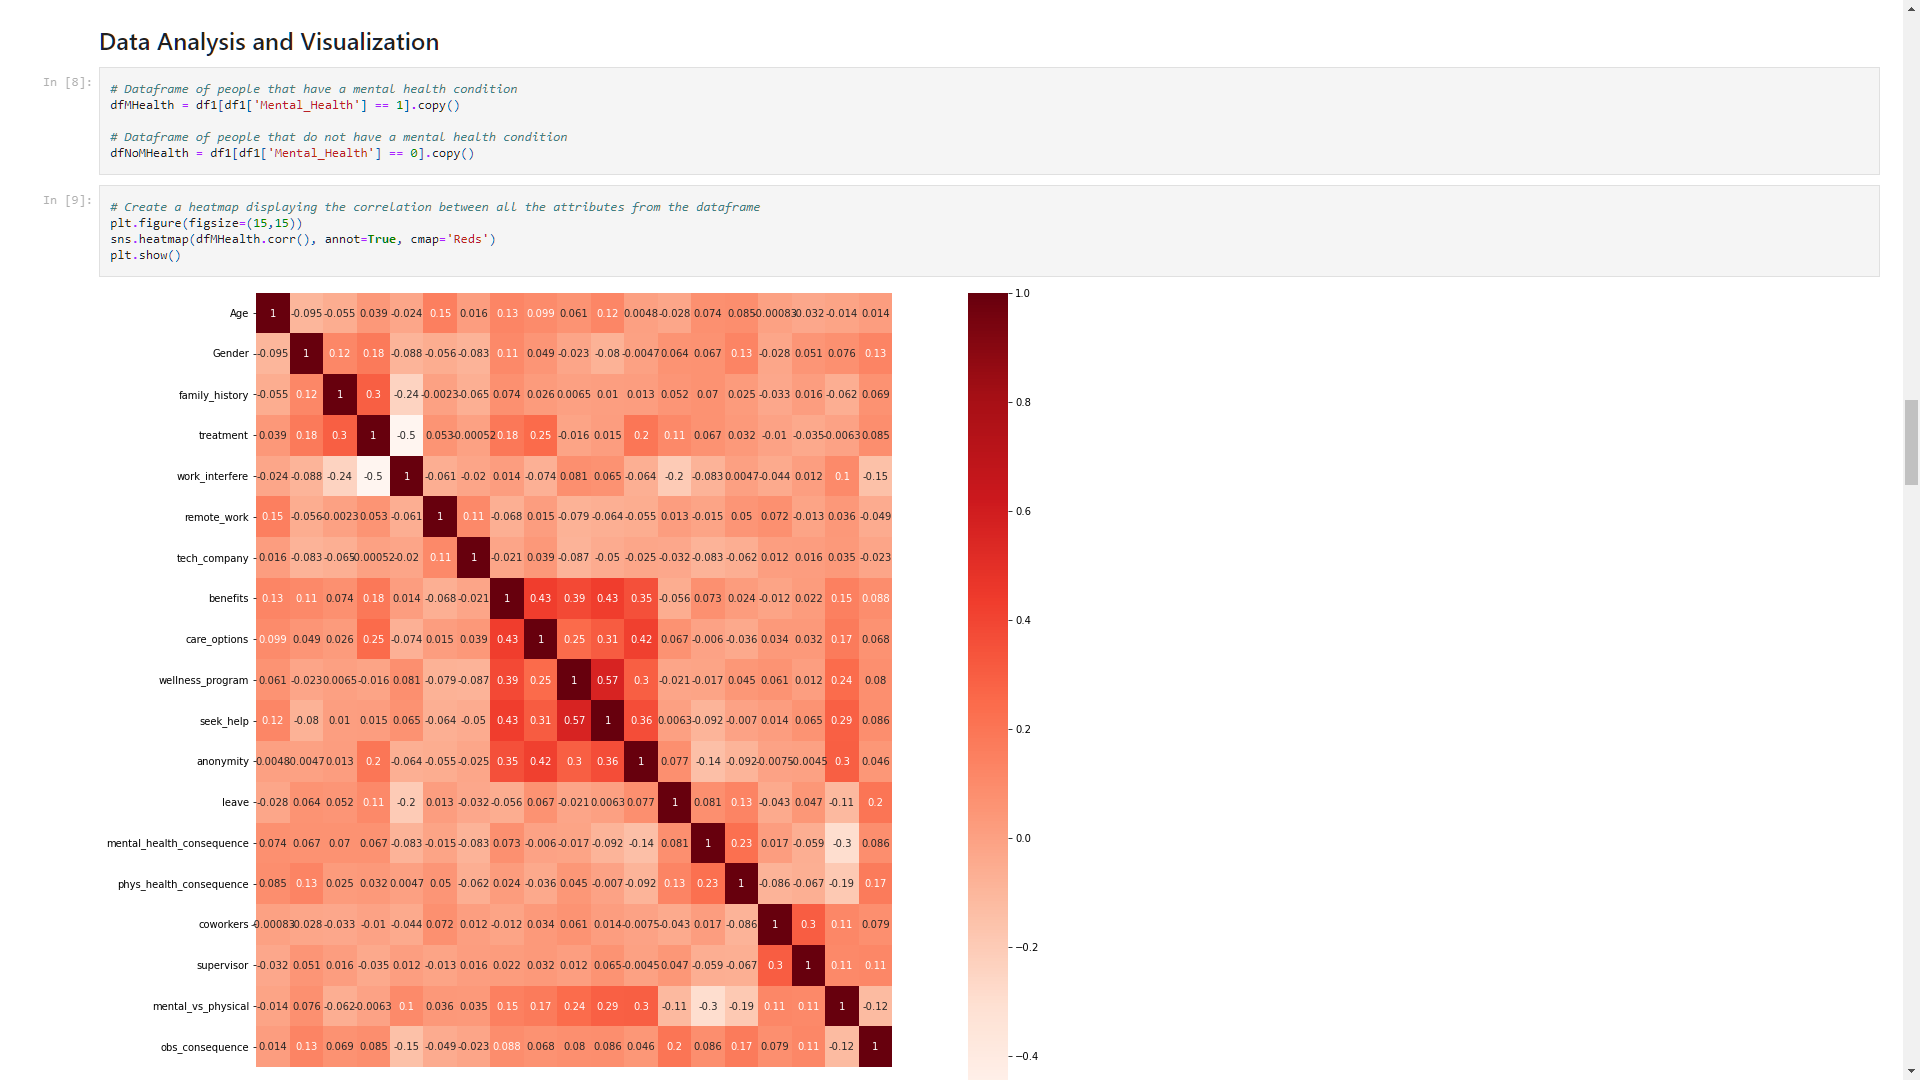 Data Analysis and Visualization
In [8]:
# Dataframe of people that have a mental health condition
dfMHealth = df1[df1['Mental_Health'] == 1].copy()
# Dataframe of people that do not have a mental health condition
dfNoMHealth = df1[df1['Mental_Health'] == 0].copy()
In [9]:
# Create a heatmap displaying the correlation between all the attributes from the dataframe
plt.figure(figsize=(15,15))
sns.heatmap(dfMHealth.corr(), annot=True, cmap='Reds')
plt.show()
Age 1 -0.095 -0.055 0.039 -0.024 0.15 0.016 0.13 0.099 0.061 0.12 0.0048 -0.028 0.074 0.085 -0.00083 -0.032 -0.014 0.014
Gender -0.095 1 0.12 0.18 -0.088 -0.056 -0.083 0.11 0.049 -0.023 -0.08 -0.0047 0.064 0.067 0.13 -0.028 0.051 0.076 0.13
family_history -0.055 0.12 1 0.3 -0.24 -0.0023 -0.065 0.074 0.026 0.0065 0.01 0.013 0.052 0.07 0.025 -0.033 0.016 -0.062 0.069
treatment 0.039 0.18 0.3 1 -0.5 0.053 -0.00052 0.18 0.25 -0.016 0.015 0.2 0.11 0.067 0.032 -0.01 -0.035 -0.0063 0.085
work_interfere -0.024 -0.088 -0.24 -0.5 1 -0.061 -0.02 0.014 -0.074 0.081 0.065 -0.064 -0.2 -0.083 0.0047 -0.044 0.012 0.1 -0.15
remote_work 0.15 -0.056 -0.0023 0.053 -0.061 1 0.11 -0.068 0.015 -0.079 -0.064 -0.055 0.013 -0.015 0.05 0.072 -0.013 0.036 -0.049
tech_company 0.016 -0.083 -0.065 -0.00052 -0.02 0.11 1 -0.021 0.039 -0.087 -0.05 -0.025 -0.032 -0.083 -0.062 0.012 0.016 0.035 -0.023
benefits 0.13 0.11 0.074 0.18 0.014 -0.068 -0.021 1 0.43 0.39 0.43 0.35 -0.056 0.073 0.024 -0.012 0.022 0.15 0.088
care_options 0.099 0.049 0.026 0.25 -0.074 0.015 0.039 0.43 1 0.25 0.31 0.42 0.067 -0.006 -0.036 0.034 0.032 0.17 0.068
wellness_program 0.061 -0.023 0.0065 -0.016 0.081 -0.079 -0.087 0.39 0.25 1 0.57 0.3 -0.021 -0.017 0.045 0.061 0.012 0.24 0.08
seek_help 0.12 -0.08 0.01 0.015 0.065 -0.064 -0.05 0.43 0.31 0.57 1 0.36 0.0063 -0.092 -0.007 0.014 0.065 0.29 0.086
anonymity 0.0048 -0.0047 0.013 0.2 -0.064 -0.055 -0.025 0.35 0.42 0.3 0.36 1 0.077 -0.14 -0.092 -0.0075 -0.0045 0.3 0.046
leave -0.028 0.064 0.052 0.11 -0.2 0.013 -0.032 -0.056 0.067 -0.021 0.0063 0.077 1 0.081 0.13 -0.043 0.047 -0.11 0.2
mental_health_consequence 0.074 0.067 0.07 0.067 -0.083 -0.015 -0.083 0.073 -0.006 -0.017 -0.092 -0.14 0.081 1 0.23 0.017 -0.059 -0.3 0.086
phys_health_consequence 0.085 0.13 0.025 0.032 0.0047 0.05 -0.062 0.024 -0.036 0.045 -0.007 -0.092 0.13 0.23 1 -0.086 -0.067 -0.19 0.17
coworkers -0.00083 -0.028 -0.033 -0.01 -0.044 0.072 0.012 -0.012 0.034 0.061 0.014 -0.0075 -0.043 0.017 -0.086 1 0.3 0.11 0.079
supervisor -0.032 0.051 0.016 -0.035 0.012 -0.013 0.016 0.022 0.032 0.012 0.065 -0.0045 0.047 -0.059 -0.067 0.3 1 0.11 0.11
mental_vs_physical -0.014 0.076 -0.062 -0.0063 0.1 0.036 0.035 0.15 0.17 0.24 0.29 0.3 -0.11 -0.3 -0.19 0.11 0.11 1 -0.12
obs_consequence 0.014 0.13 0.069 0.085 -0.15 -0.049 -0.023 0.088 0.068 0.08 0.086 0.046 0.2 0.086 0.17 0.079 0.11 -0.12 1
1.0
0.8
0.6
0.4
0.2
0.0
−0.2
−0.4